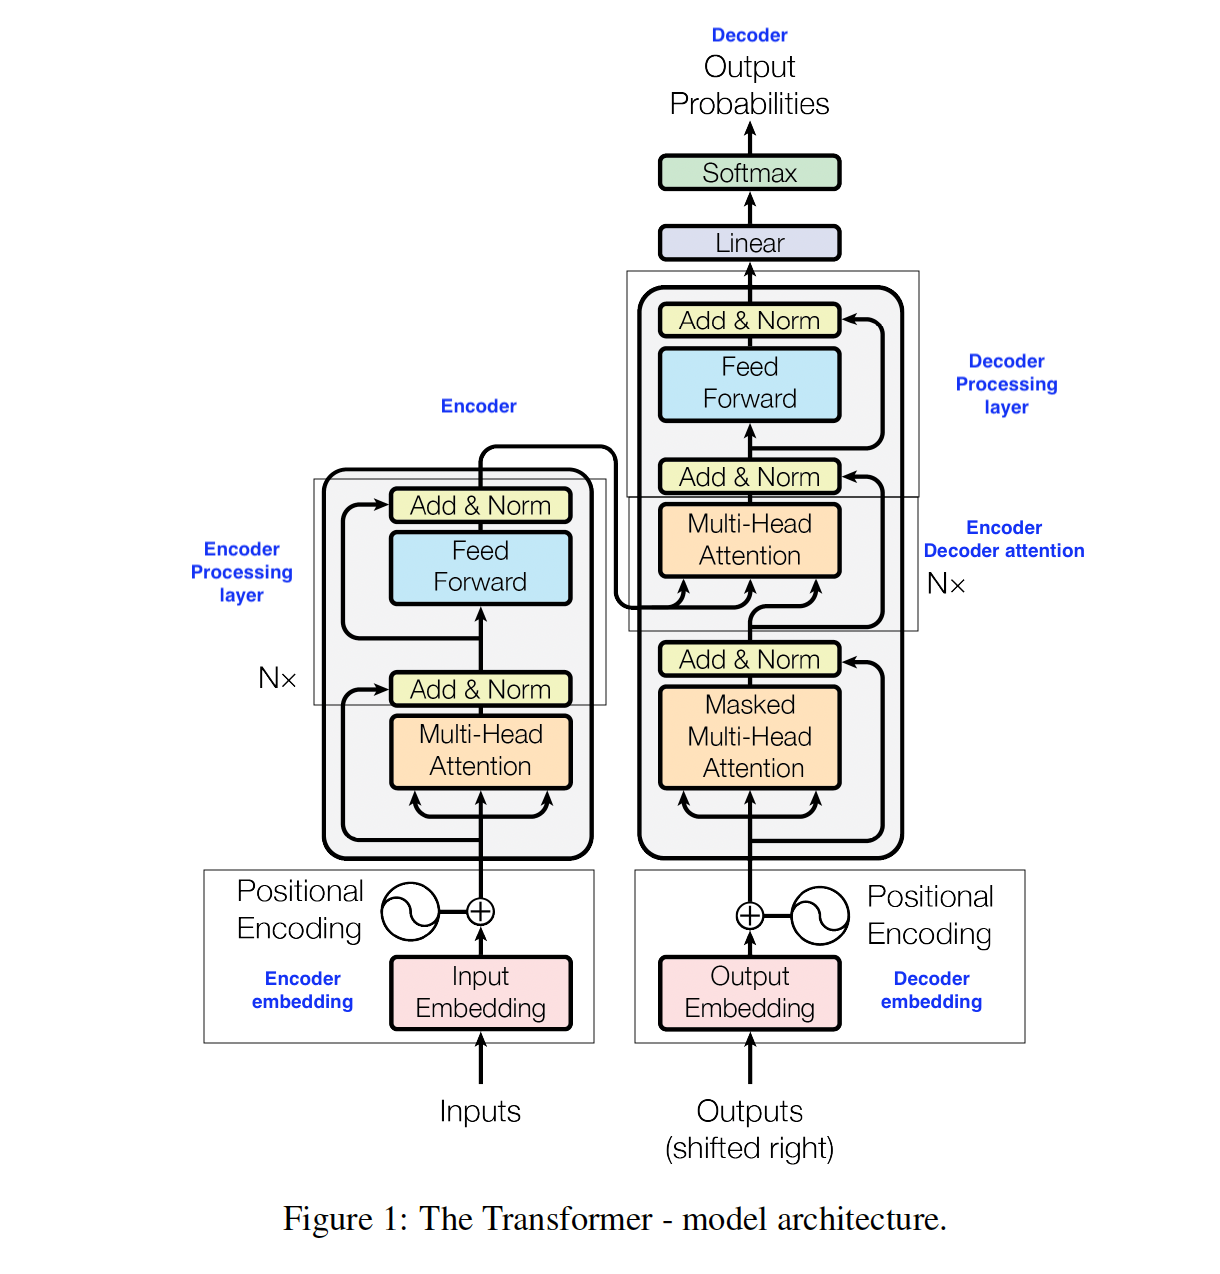 Decoder
Output
Probabilities
Softmax
Linear
Add & Norm
Feed
Forward
Decoder
Processing
layer
Add & Norm
Multi-Head
Attention
Encoder
Decoder attention
N×
Add & Norm
Masked
Multi-Head
Attention
Encoder
Add & Norm
Feed
Forward
Encoder
Processing
layer
N×
Add & Norm
Multi-Head
Attention
Positional
Encoding
Encoder
embedding
Input
Embedding
Inputs
Positional
Encoding
Output
Embedding
Decoder
embedding
Outputs
(shifted right)
Figure 1: The Transformer - model architecture.